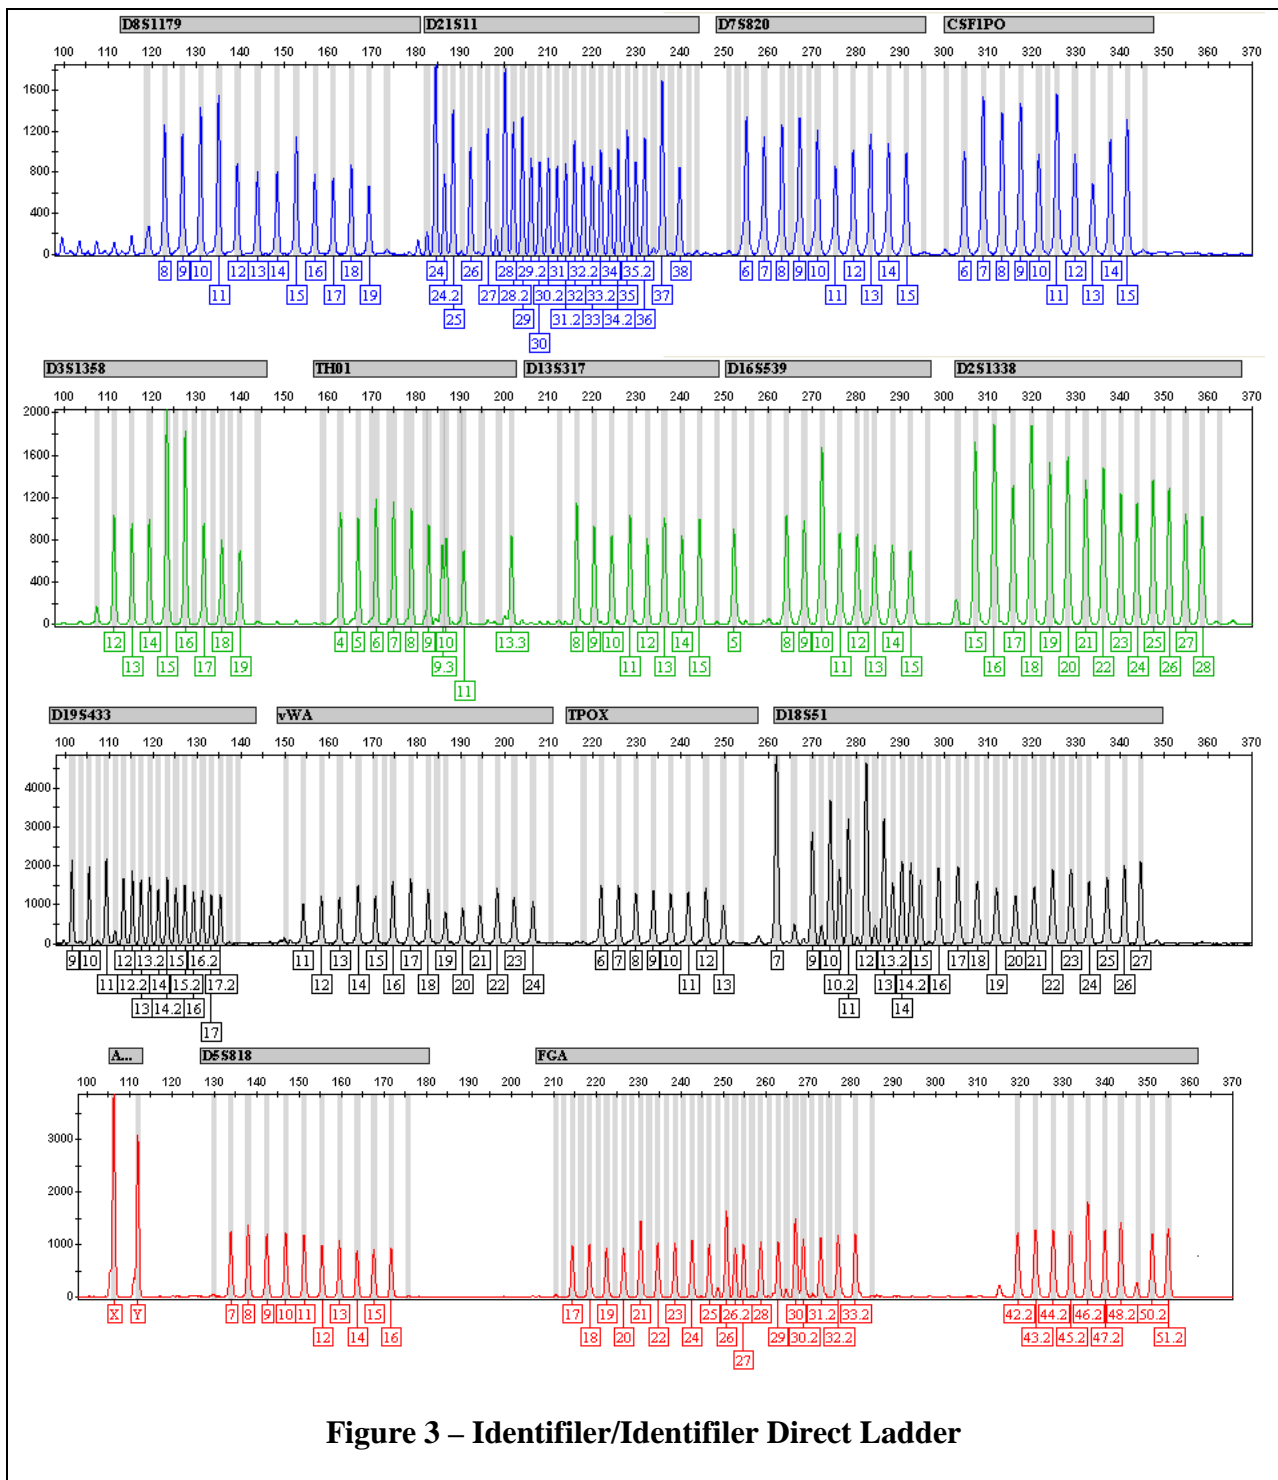 D8S1179 D21S11 D7S820 CSF1PO
100 110 120 130 140 150 160 170 180 190 200 210 220 230 240 250 260 270 280 290 300 310 320 330 340 350 360 370
1600
1200
800
400
0
8 9 10 12 13 14 16 18 24 26 28 29.2 31 32.2 34 35.2 38 6 7 8 9 10 12 14 6 7 8 9 10 12 14
11 15 17 19 24.2 27 28.2 30.2 32 33.2 35 37 11 13 15 11 13 15
25 29 31.2 33 34.2 36
30
D3S1358 TH01 D13S317 D16S539 D2S1338
100 110 120 130 140 150 160 170 180 190 200 210 220 230 240 250 260 270 280 290 300 310 320 330 340 350 360 370
2000
1600
1200
800
400
0
12 14 16 18 4 5 6 7 8 9 10 13.3 8 9 10 12 14 5 8 9 10 12 14 15 17 19 21 23 25 27
13 15 17 19 9.3 11 13 15 11 13 15 16 18 20 22 24 26 28
11
D19S433 vWA TPOX D18S51
100 110 120 130 140 150 160 170 180 190 200 210 220 230 240 250 260 270 280 290 300 310 320 330 340 350 360 370
4000
3000
2000
1000
0
9 10 12 13.2 15 16.2 11 13 15 17 19 21 23 6 7 8 9 10 12 7 9 10 12 13.2 15 17 18 20 21 23 25 27
11 12.2 14 15.2 17.2 12 14 16 18 20 22 24 11 13 10.2 13 14.2 16 19 22 24 26
13 14.2 16 11 14
17
A... D5S818 FGA
100 110 120 130 140 150 160 170 180 190 200 210 220 230 240 250 260 270 280 290 300 310 320 330 340 350 360 370
3000
2000
1000
0
X Y 7 8 9 10 11 13 15 17 19 21 23 25 26.2 28 30 31.2 33.2 42.2 44.2 46.2 48.2 50.2
12 14 16 18 20 22 24 26 29 30.2 32.2 43.2 45.2 47.2 51.2
27
Figure 3 – Identifiler/Identifiler Direct Ladder